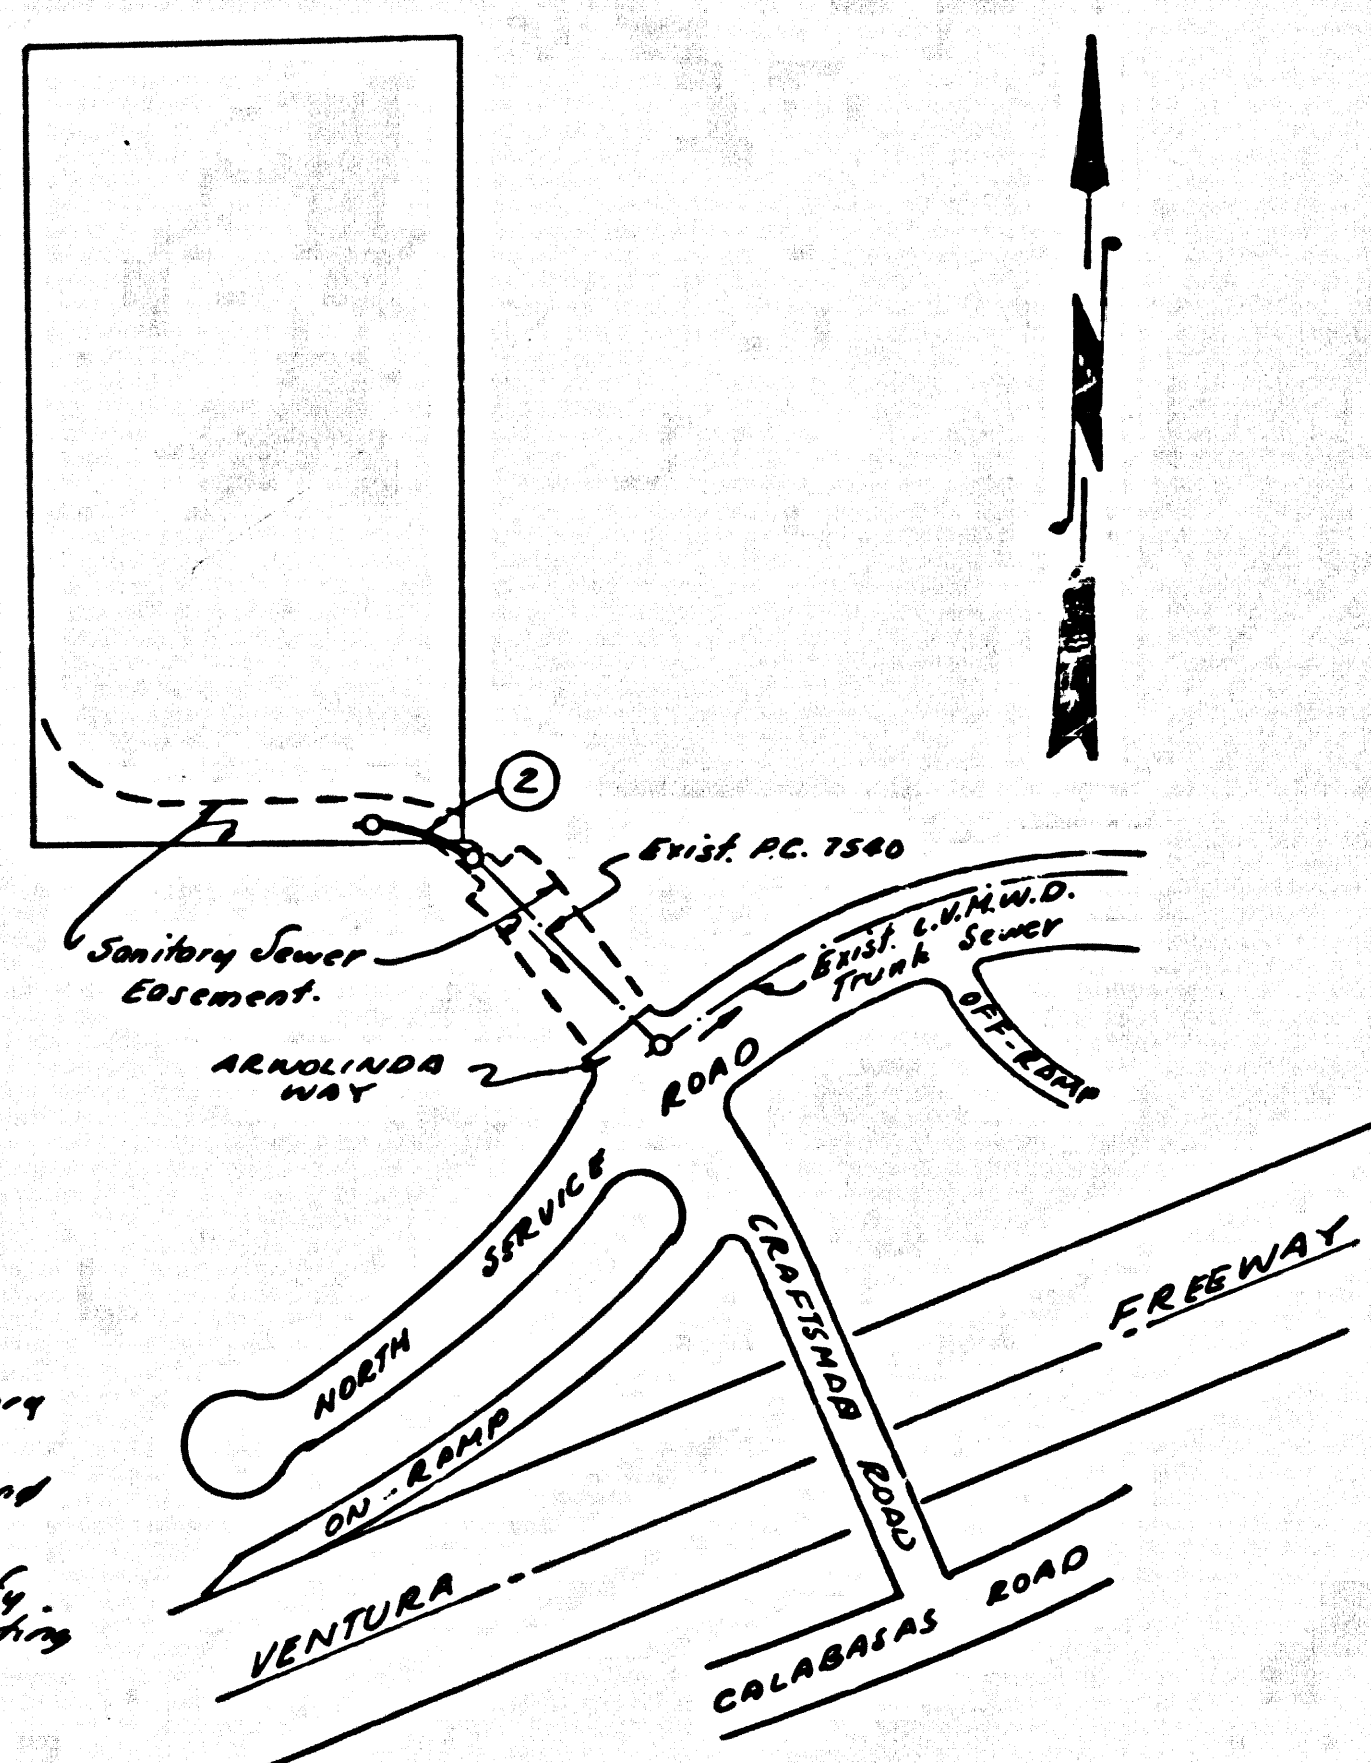 N
2
Exist. P.C. 7540
Exist. L.V.M.W.D.
Trunk Sewer
Sanitary Sewer
Easement.
OFF-RAMP
ARNOLINDA
WAY
NORTH SERVICE ROAD
CRAFTSMAN ROAD
ON-RAMP
VENTURA FREEWAY
CALABASAS ROAD